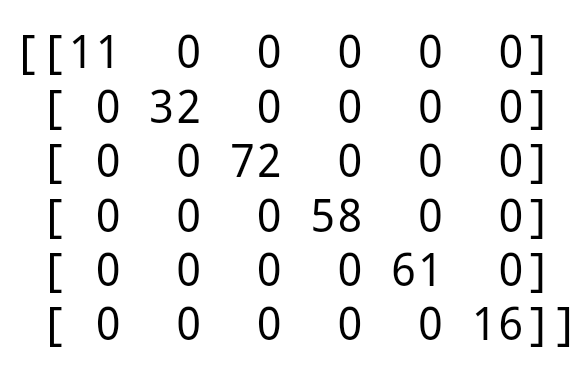 [[11  0  0  0  0  0]
 [ 0 32  0  0  0  0]
 [ 0  0 72  0  0  0]
 [ 0  0  0 58  0  0]
 [ 0  0  0  0 61  0]
 [ 0  0  0  0  0 16]]